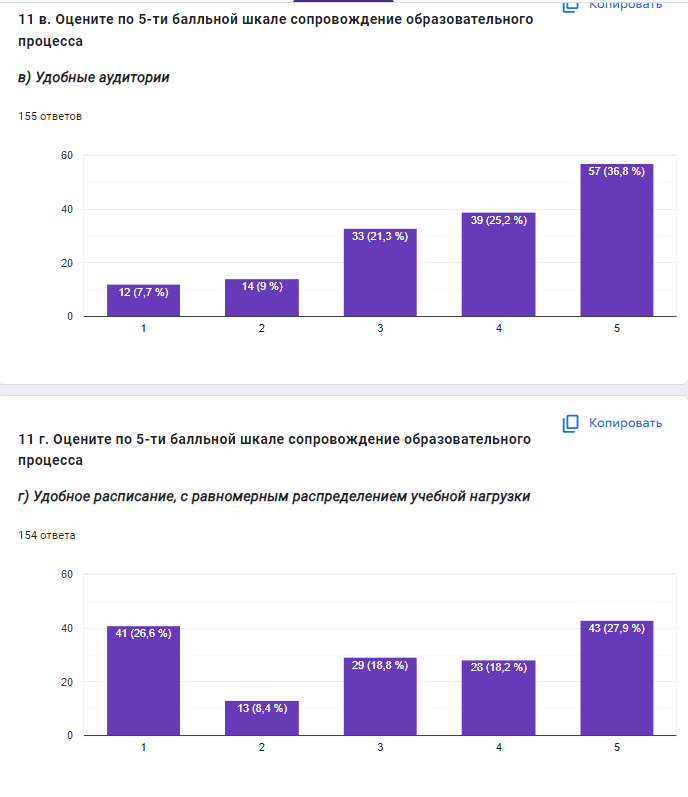 Копировать
11 в. Оцените по 5-ти балльной шкале сопровождение образовательного
процесса
в) Удобные аудитории
155 ответов
60
40
20
0
12 (7,7 %)
14 (9 %)
33 (21,3 %)
39 (25,2 %)
57 (36,8 %)
1 2 3 4 5
Копировать
11 г. Оцените по 5-ти балльной шкале сопровождение образовательного
процесса
г) Удобное расписание, с равномерным распределением учебной нагрузки
154 ответа
60
40
20
0
41 (26,6 %)
13 (8,4 %)
29 (18,8 %)
28 (18,2 %)
43 (27,9 %)
1 2 3 4 5